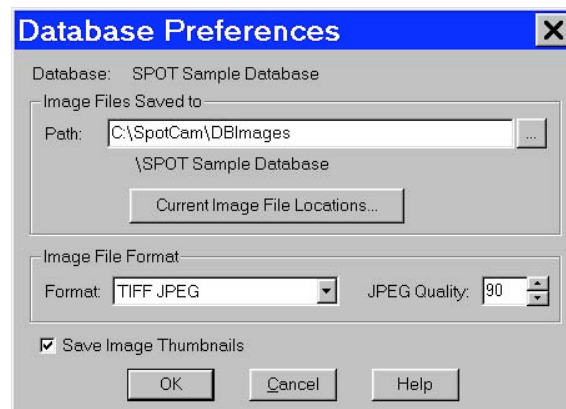 Database Preferences
Database: SPOT Sample Database
Image Files Saved to
Path: C:\SpotCam\DBImages ...
\SPOT Sample Database
Current Image File Locations...
Image File Format
Format: TIFF JPEG JPEG Quality: 90
Save Image Thumbnails
OK Cancel Help